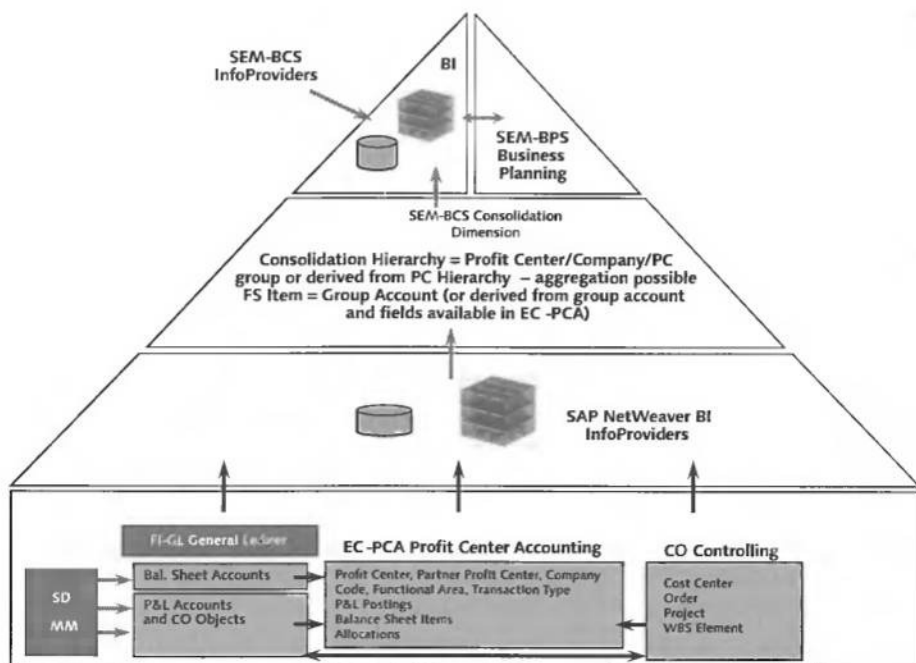 SEM-BCS
InfoProviders
BI
SEM-BPS
Business
Planning
SEM-BCS Consolidation
Dimension
Consolidation Hierarchy = Profit Center/Company/PC
group or derived from PC Hierarchy – aggregation possible
FS Item = Group Account (or derived from group account
and fields available in EC -PCA)
SAP NetWeaver BI
InfoProviders
FI-GL General Ledger
EC -PCA Profit Center Accounting
CO Controlling
SD
MM
Bal. Sheet Accounts
P&L Accounts
and CO Objects
Profit Center, Partner Profit Center, Company
Code, Functional Area, Transaction Type
P&L Postings
Balance Sheet Items
Allocations
Cost Center
Order
Project
WBS Element